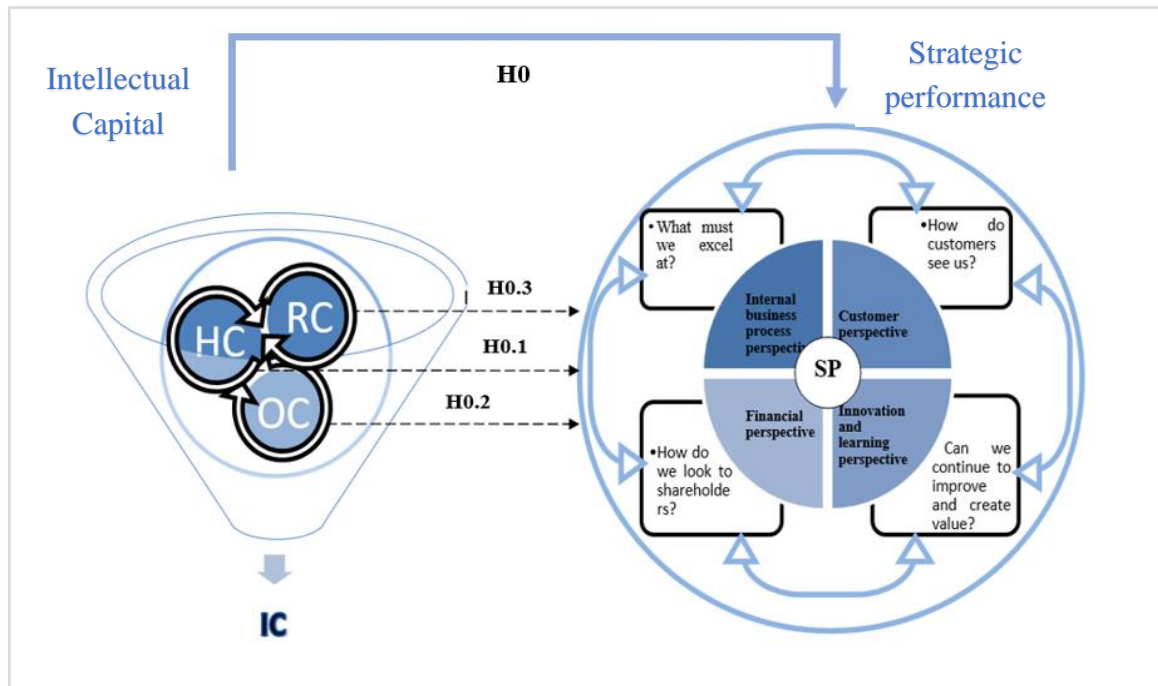 Intellectual
Capital
H0
Strategic
performance
HC
RC
OC
IC
H0.3
H0.1
H0.2
•What must
we excel
at?
•How do
customers
see us?
Internal
business
process
perspective
Customer
perspective
SP
Financial
perspective
Innovation
and
learning
perspective
•How do
we look to
shareholde
rs?
Can we
continue to
improve
and create
value?